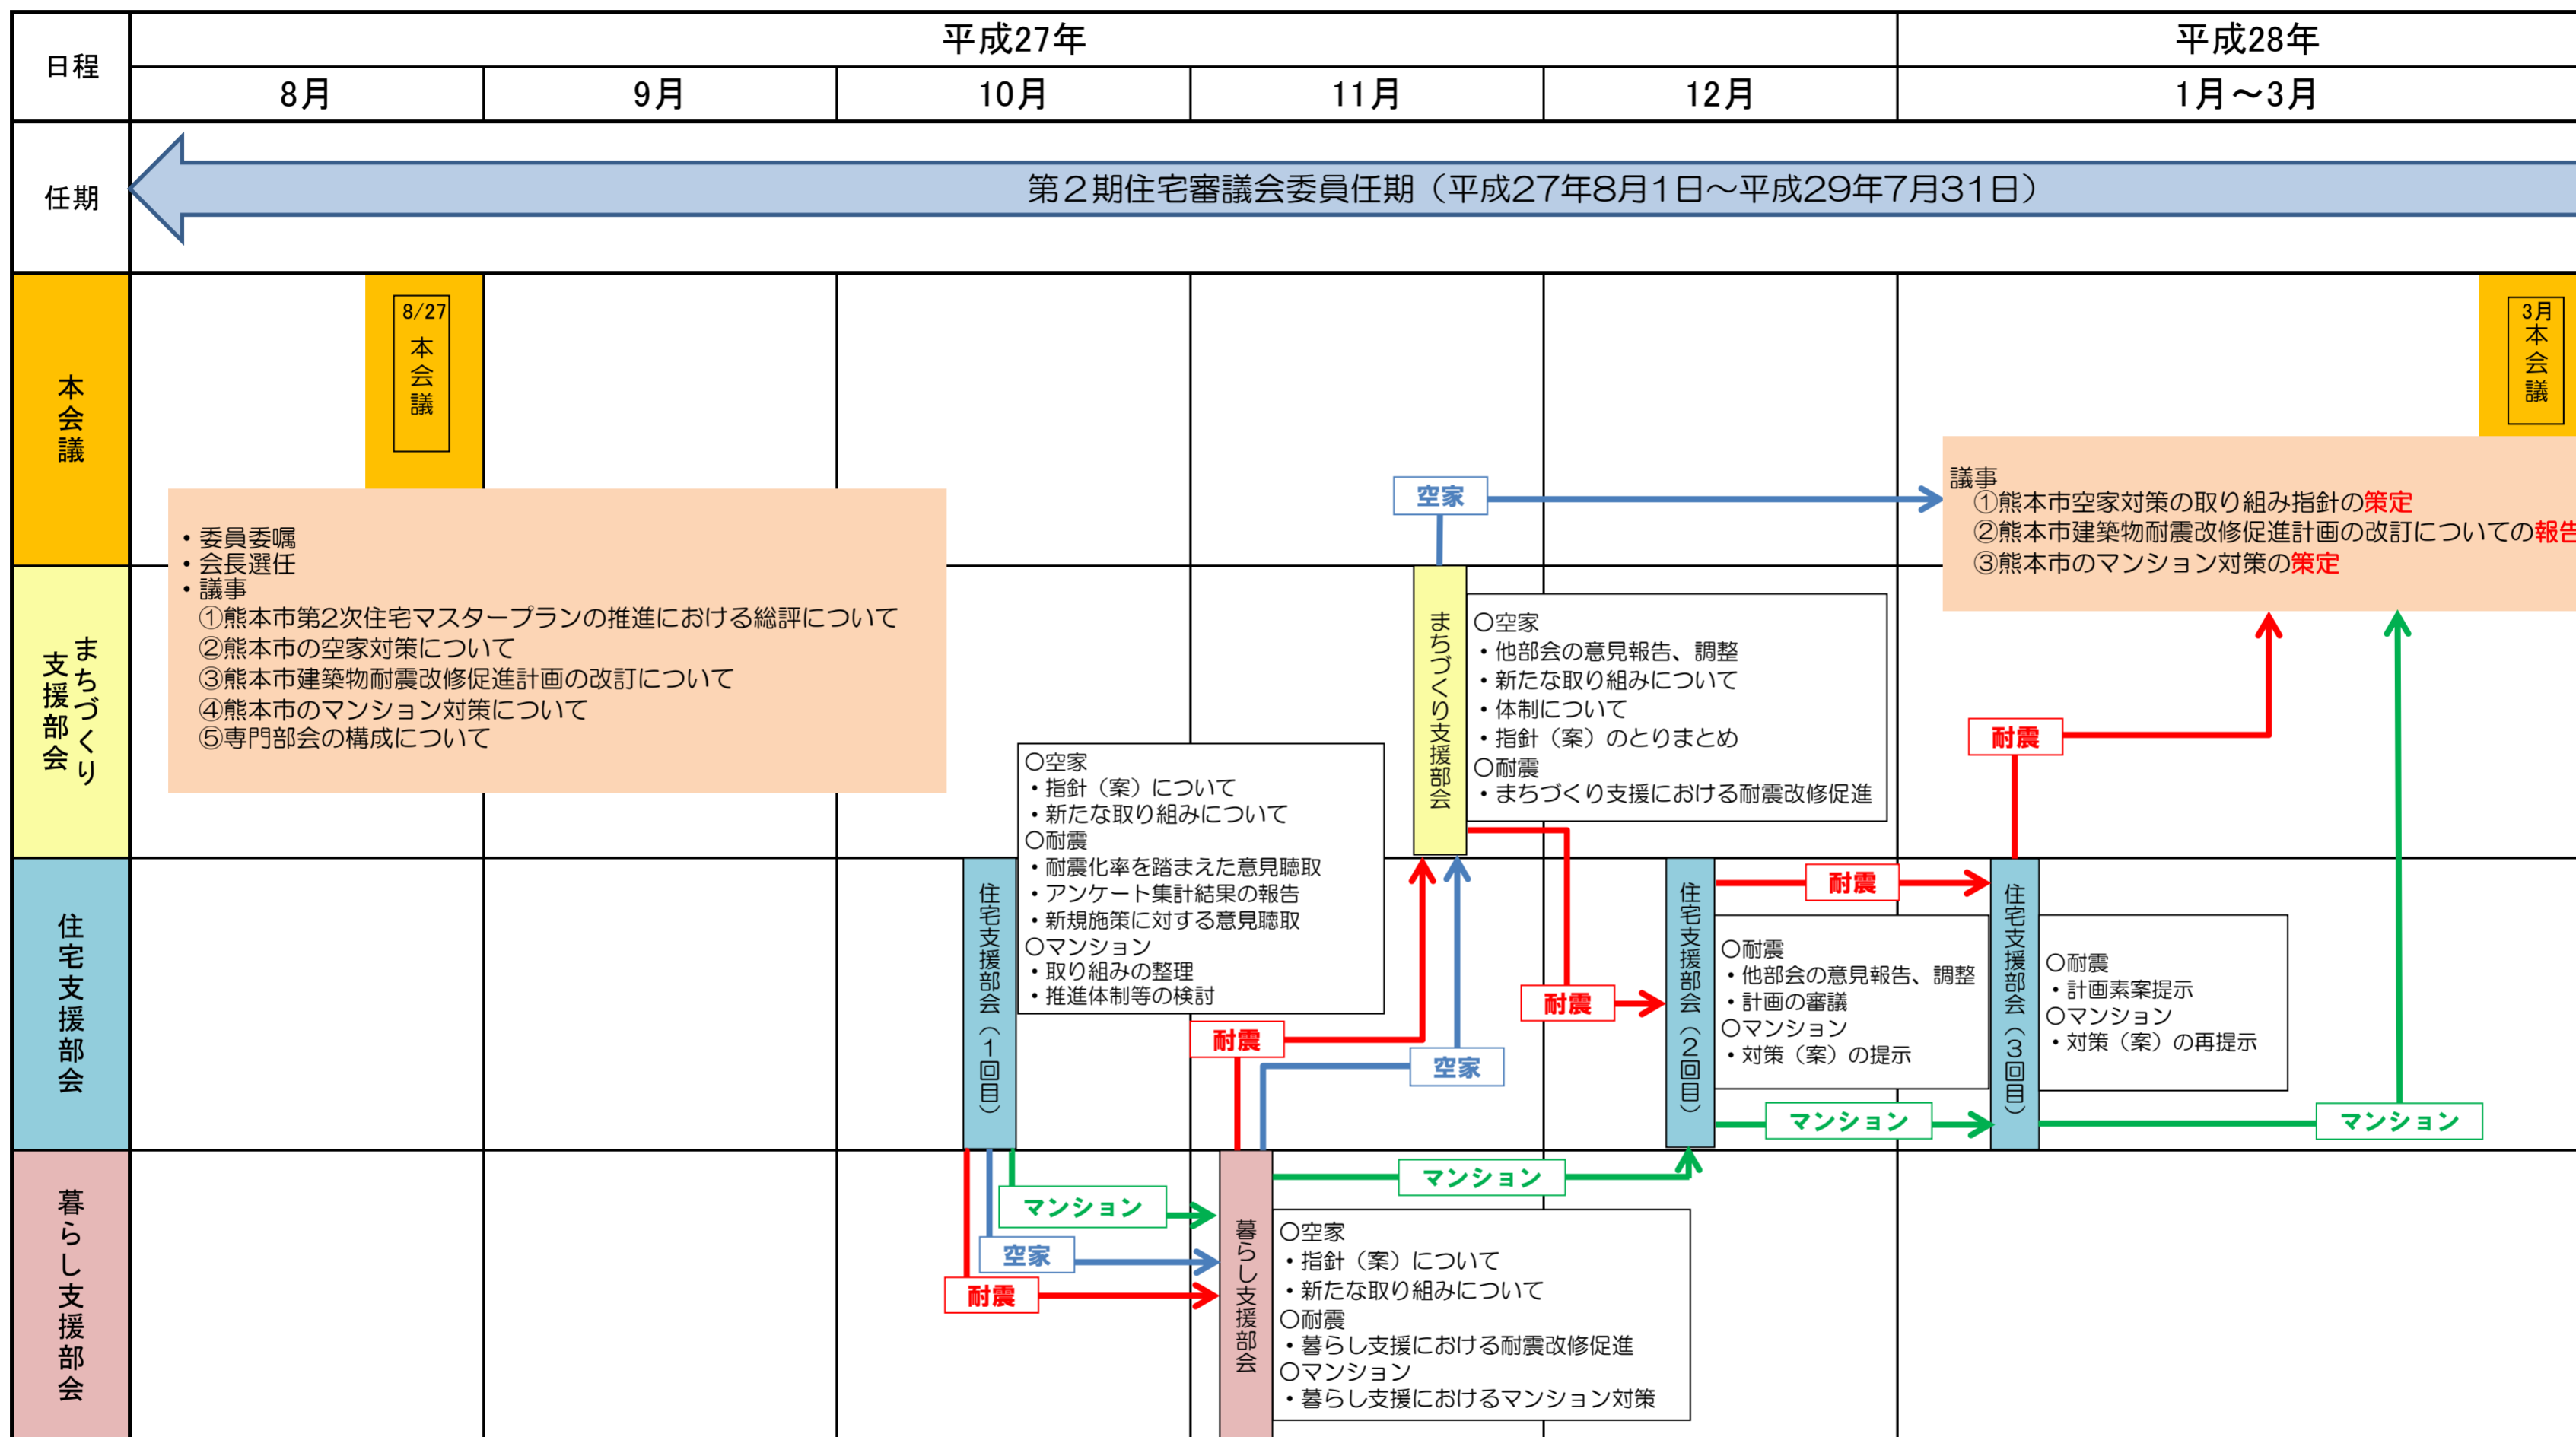 日程
平成27年
平成28年
8月
9月
10月
11月
12月
1月～3月
任期
第２期住宅審議会委員任期（平成27年8月1日～平成29年7月31日）
本会議
8/27
本会議
・委員委嘱
・会長選任
・議事
①熊本市第2次住宅マスタープランの推進における総評について
②熊本市の空家対策について
③熊本市建築物耐震改修促進計画の改訂について
④熊本市のマンション対策について
⑤専門部会の構成について
3月
本会議
議事
①熊本市空家対策の取り組み指針の策定
②熊本市建築物耐震改修促進計画の改訂についての報告
③熊本市のマンション対策の策定
空家
まちづくり
支援部会
まちづくり支援部会
○空家
・他部会の意見報告、調整
・新たな取り組みについて
・体制について
・指針（案）のとりまとめ
○耐震
・まちづくり支援における耐震改修促進
耐震
住宅支援部会
住宅支援部会（１回目）
○空家
・指針（案）について
・新たな取り組みについて
○耐震
・耐震化率を踏まえた意見聴取
・アンケート集計結果の報告
・新規施策に対する意見聴取
○マンション
・取り組みの整理
・推進体制等の検討
耐震
空家
耐震
住宅支援部会（２回目）
耐震
○耐震
・他部会の意見報告、調整
・計画の審議
○マンション
・対策（案）の提示
マンション
住宅支援部会（３回目）
○耐震
・計画素案提示
○マンション
・対策（案）の再提示
マンション
暮らし支援部会
マンション
空家
耐震
暮らし支援部会
マンション
○空家
・指針（案）について
・新たな取り組みについて
○耐震
・暮らし支援における耐震改修促進
○マンション
・暮らし支援におけるマンション対策